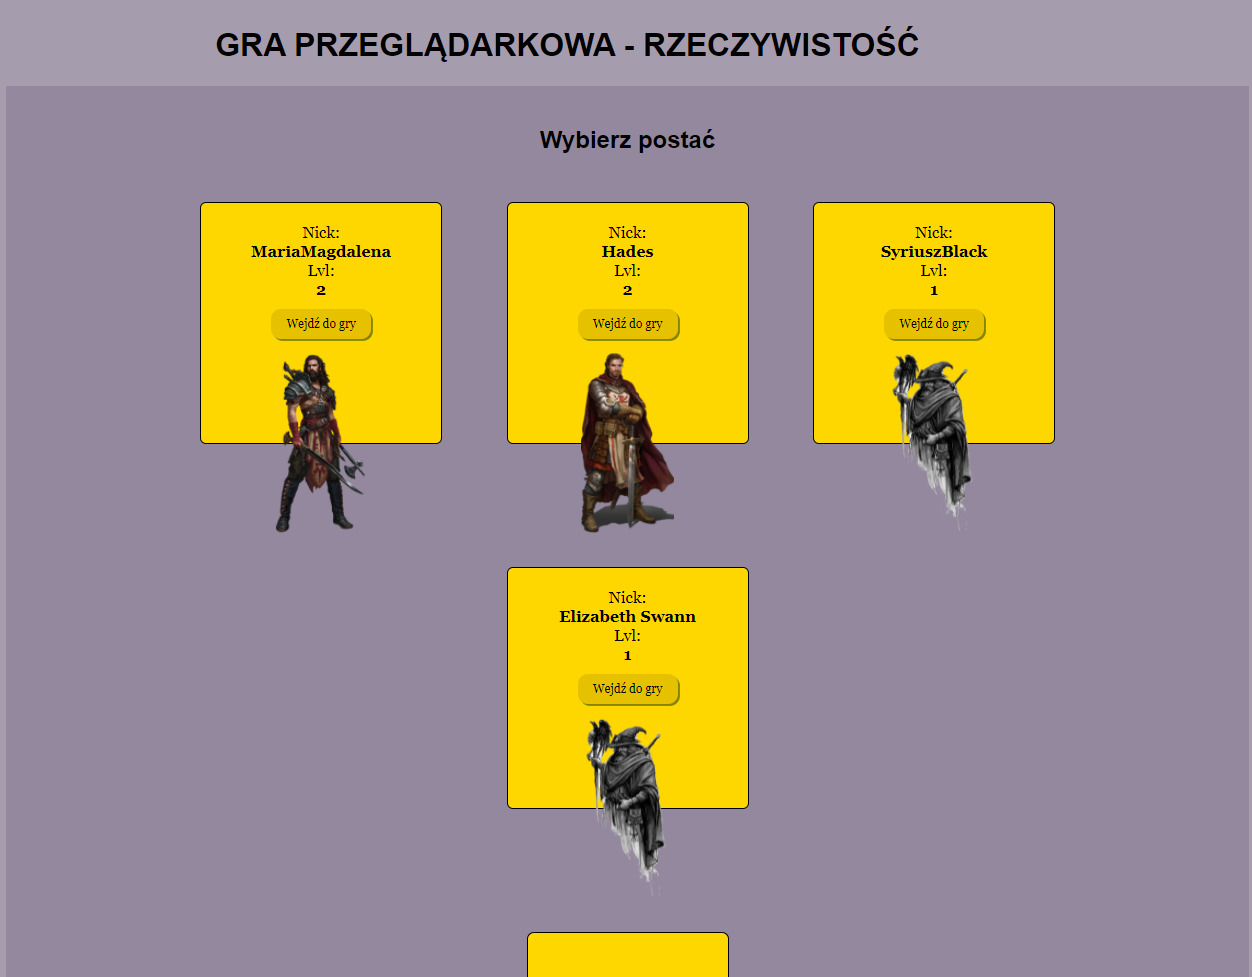 GRA PRZEGLĄDARKOWA - RZECZYWISTOŚĆ
Wybierz postać
Nick:
MariaMagdalena
Lvl:
2
Wejdź do gry
Nick:
Hades
Lvl:
2
Wejdź do gry
Nick:
SyriuszBlack
Lvl:
1
Wejdź do gry
Nick:
Elizabeth Swann
Lvl:
1
Wejdź do gry